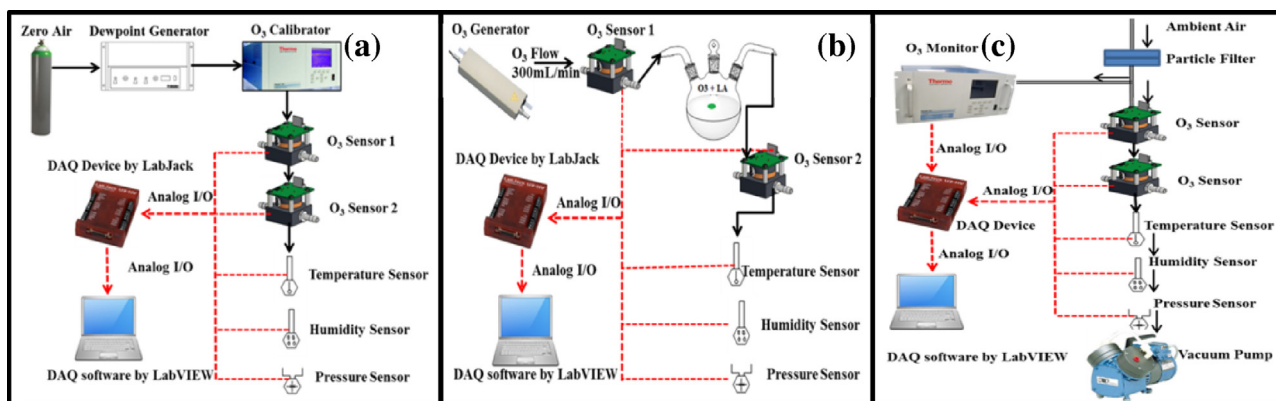 Zero Air
Dewpoint Generator
O₃ Calibrator
(a)
Thermo
O₃ Sensor 1
DAQ Device by LabJack
Analog I/O
O₃ Sensor 2
Analog I/O
Temperature Sensor
Humidity Sensor
DAQ software by LabVIEW
Pressure Sensor
O₃ Generator
O₃ Sensor 1
(b)
O₃ Flow
300mL/min
O3 + LA
DAQ Device by LabJack
O₃ Sensor 2
Analog I/O
Analog I/O
Temperature Sensor
Humidity Sensor
DAQ software by LabVIEW
Pressure Sensor
(c)
Ambient Air
O₃ Monitor
Particle Filter
Thermo
O₃ Sensor
Analog I/O
Analog I/O
O₃ Sensor
DAQ Device
Temperature Sensor
Analog I/O
Humidity Sensor
Pressure Sensor
DAQ software by LabVIEW
Vacuum Pump